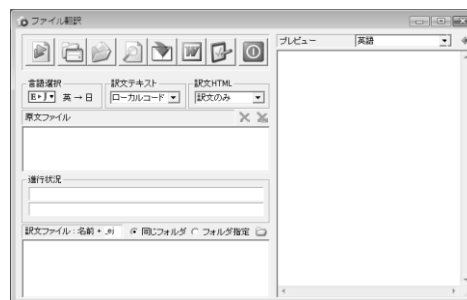 ファイル翻訳
プレビュー 英語
言語選択 訳文テキスト 訳文HTML
E▸J 英→日 ローカルコード 訳文のみ
原文ファイル
進行状況
訳文ファイル：名前 + _ej 同じフォルダ フォルダ指定